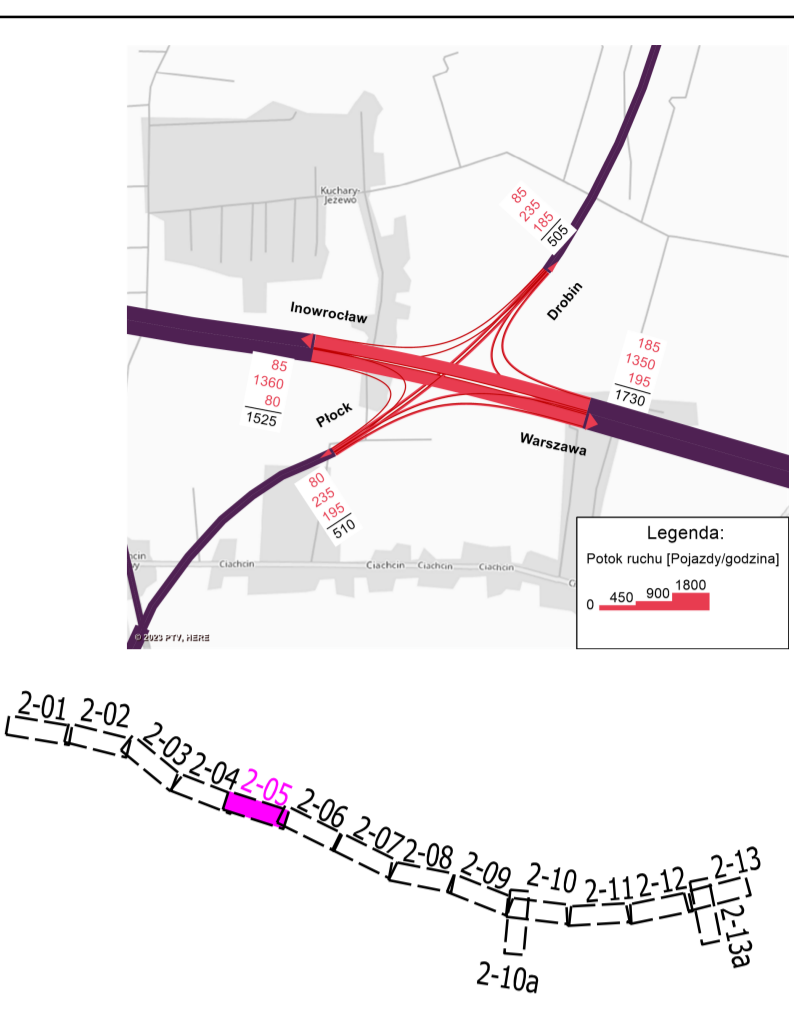 Kuchary-
Jeżewo
85
235
185
505
Inowrocław
Drobin
85
1360
80
1525
185
1350
195
1730
Płock
Warszawa
80
235
195
510
Ciachcin
Ciachcin
Ciachcin
Ciachcin
Legenda:
Potok ruchu [Pojazdy/godzina]
0 450 900 1800
© 2023 PTV, HERE
2-01
2-02
2-03
2-04
2-05
2-06
2-07
2-08
2-09
2-10
2-11
2-12
2-13
2-13a
2-10a